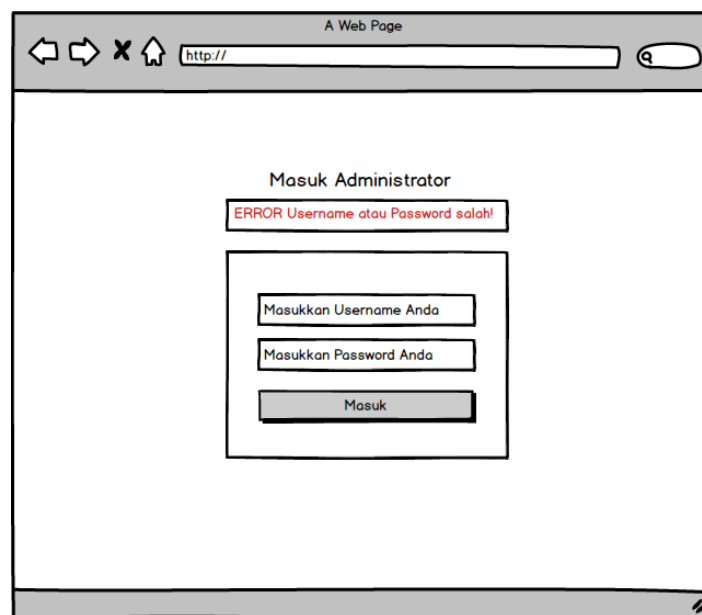 A Web Page
http://
Masuk Administrator
ERROR Username atau Password salah!
Masukkan Username Anda
Masukkan Password Anda
Masuk